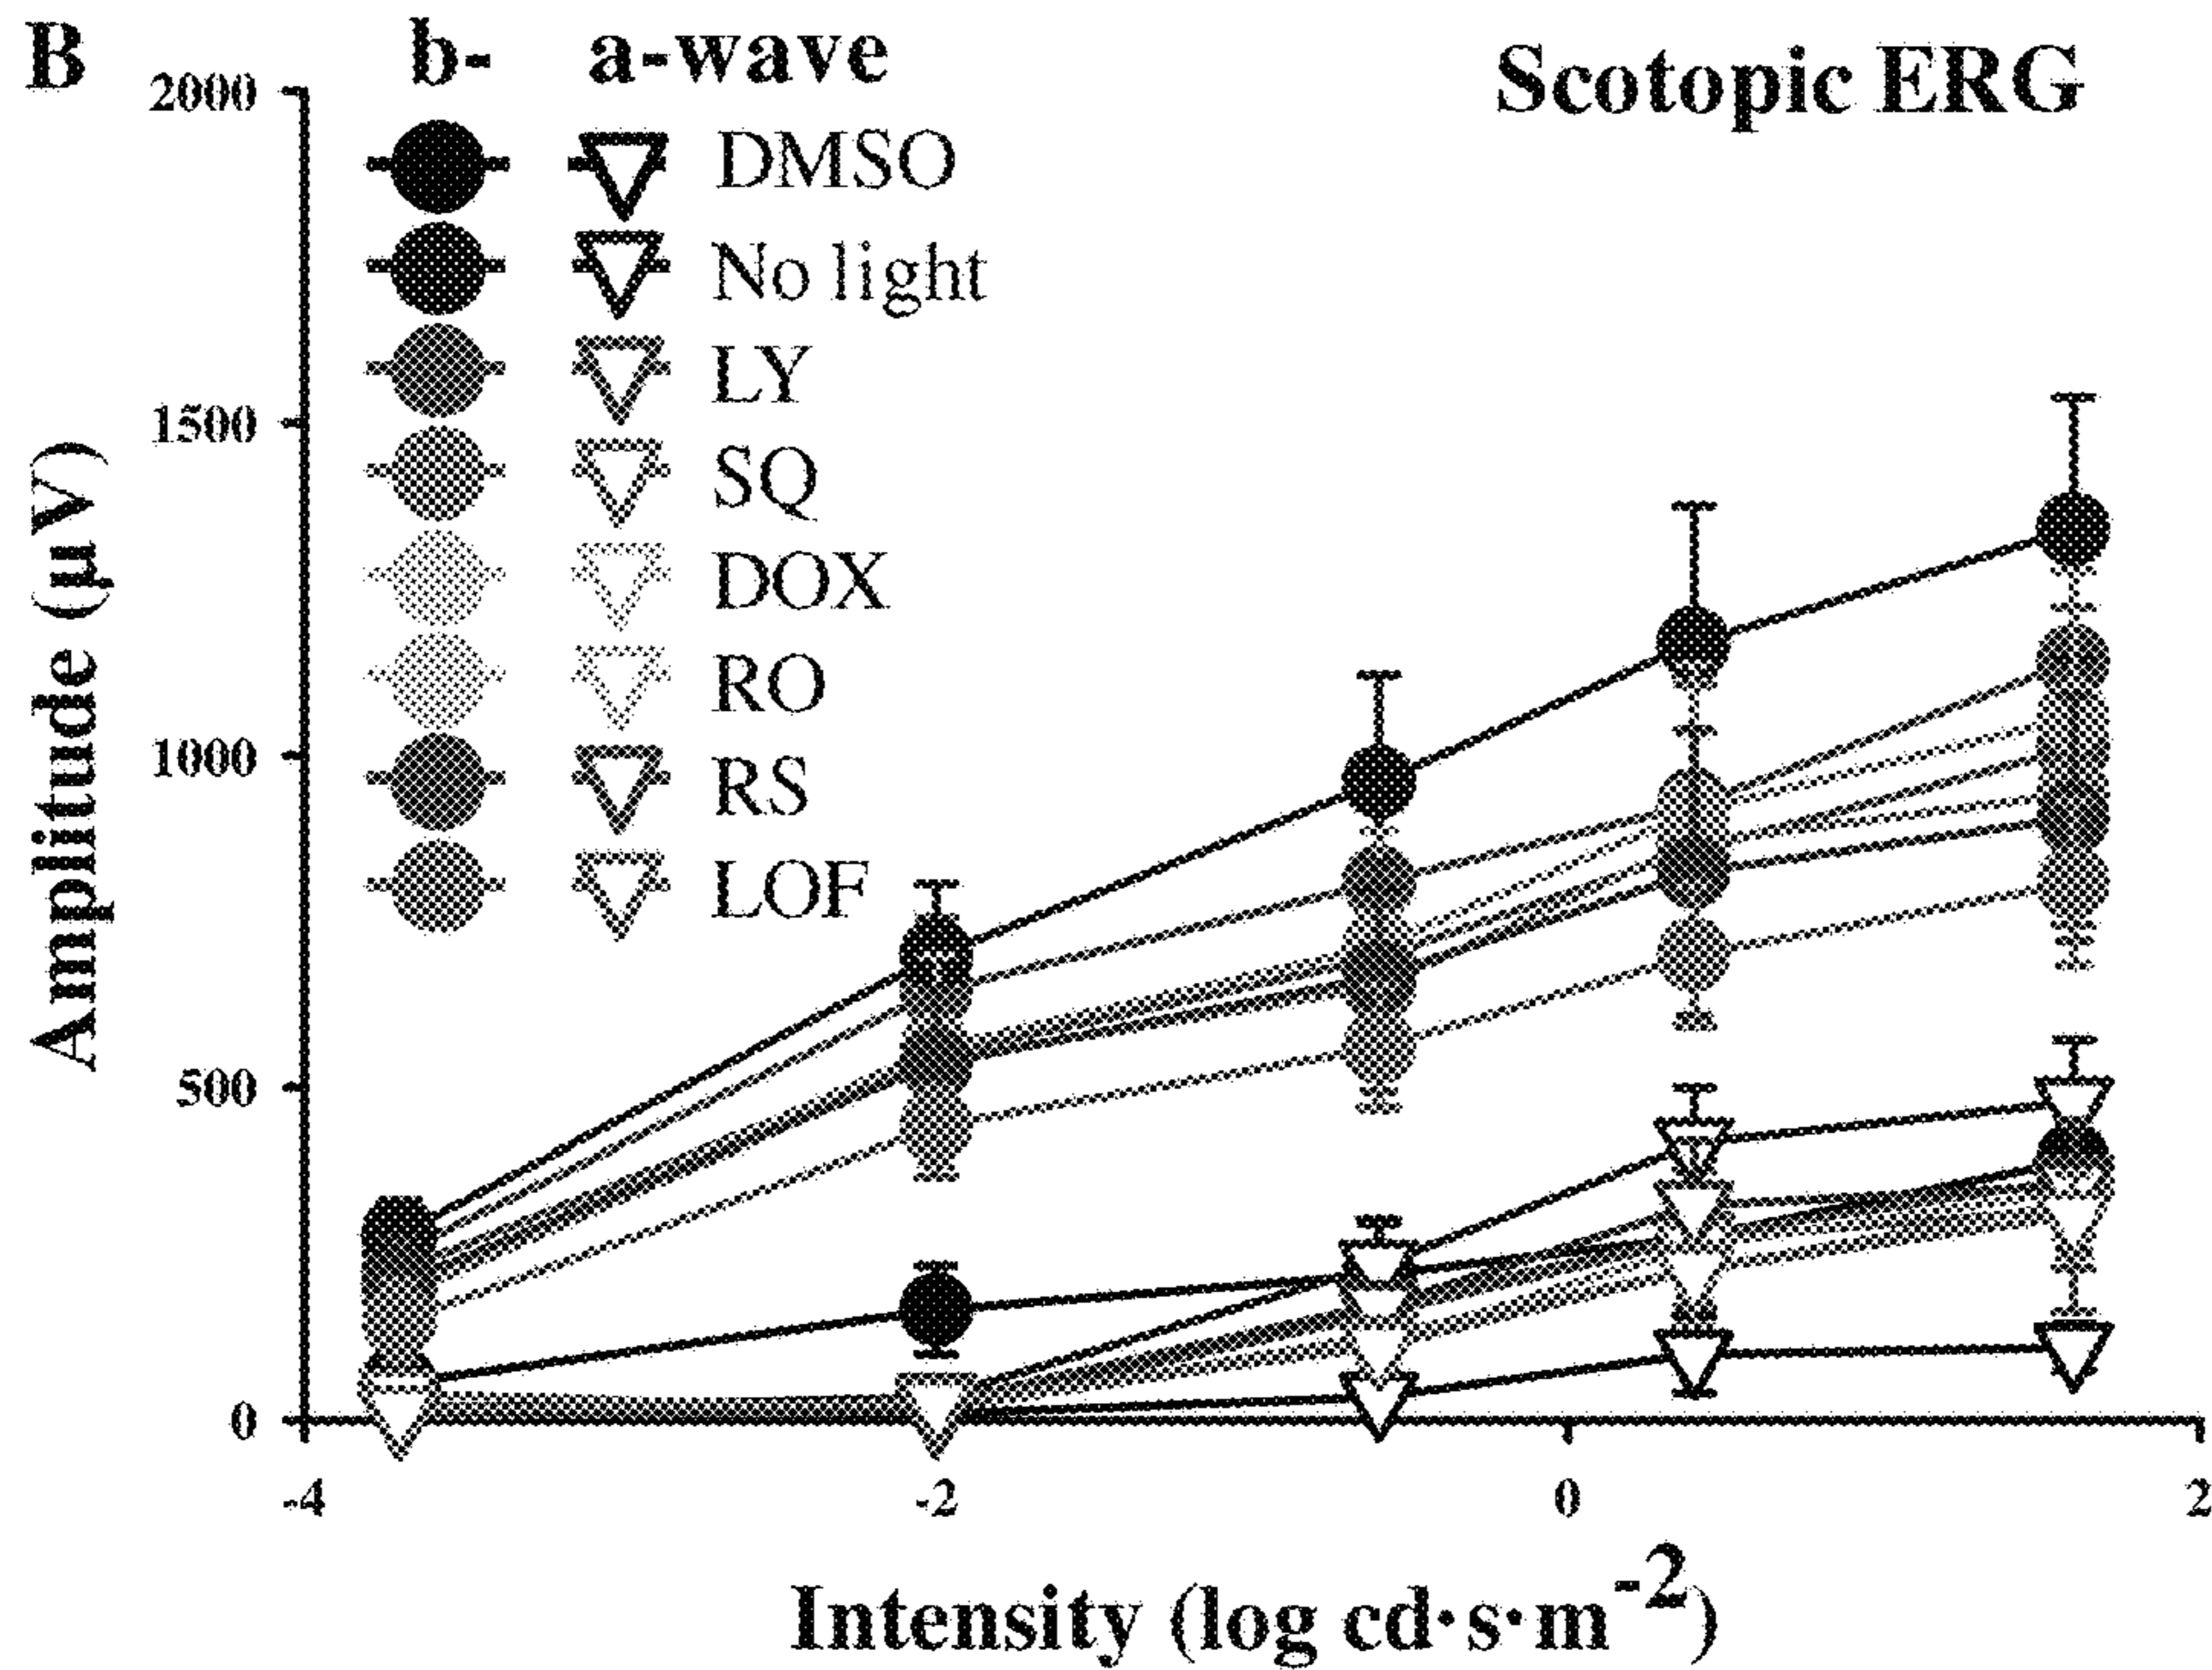 B
b- a-wave
Scotopic ERG
DMSO
No light
LY
SQ
DOX
RO
RS
LOF
Amplitude (µV)
2000
1500
1000
500
0
-4 -2 0 2
Intensity (log cd·s·m-2)